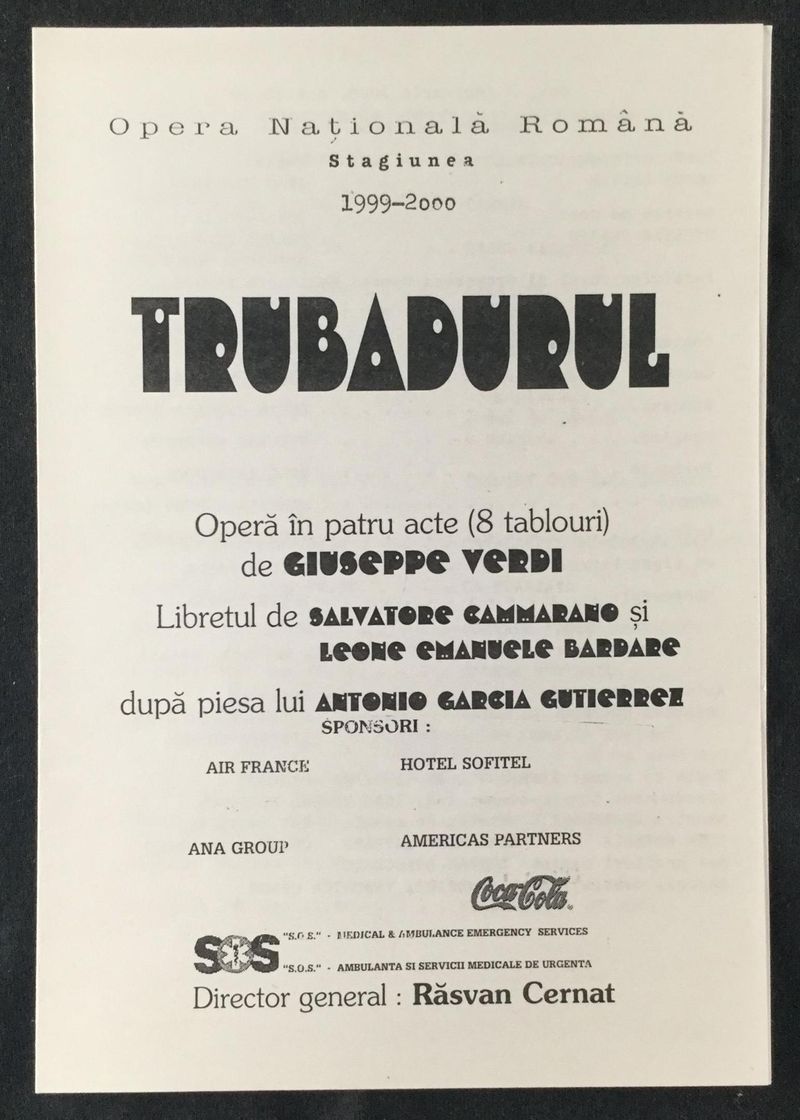 Opera Națională Română
Stagiunea
1999-2000
TRUBADURUL
Operă în patru acte (8 tablouri)
de GIUSEPPE VERDI
Libretul de SALVATORE CAMMARANO și
LEONE EMANUELE BARDARE
după piesa lui ANTONIO GARCIA GUTIERREZ
SPONSORI :
AIR FRANCE HOTEL SOFITEL
ANA GROUP AMERICAS PARTNERS
Coca-Cola
SOS "S.O.S." - MEDICAL & AMBULANCE EMERGENCY SERVICES
"S.O.S." - AMBULANTA SI SERVICII MEDICALE DE URGENTA
Director general : Răsvan Cernat